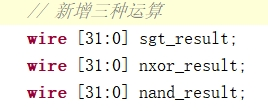 // 新增三种运算
wire [31:0] sgt_result;
wire [31:0] nxor_result;
wire [31:0] nand_result;